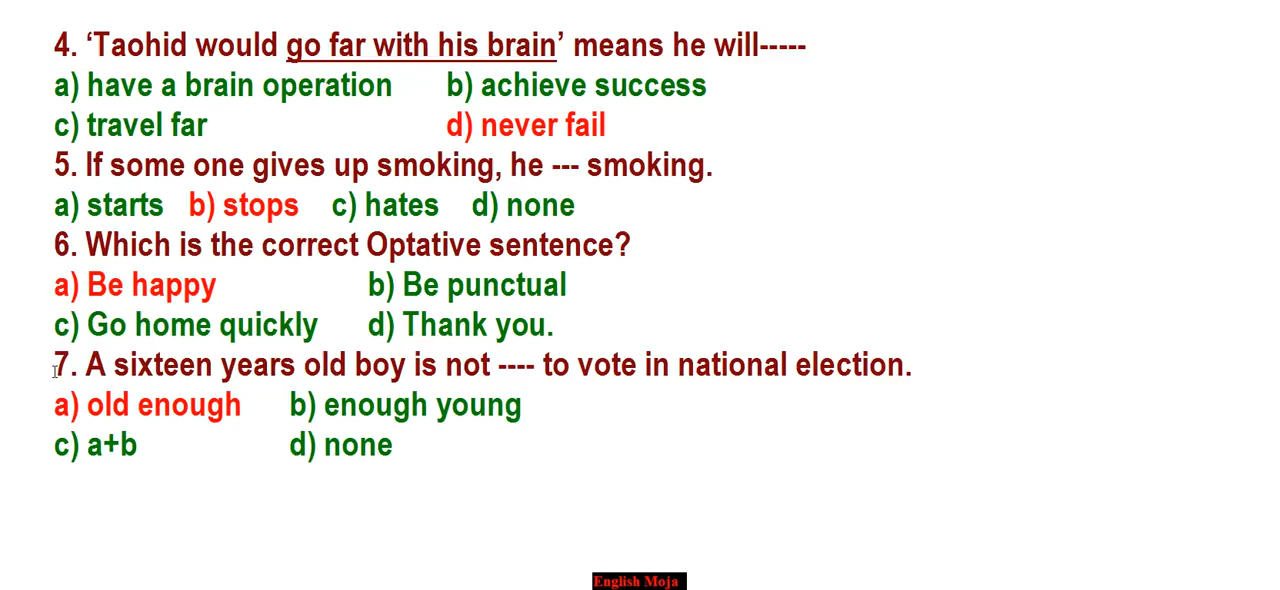 4. ‘Taohid would go far with his brain’ means he will-----
a) have a brain operation b) achieve success
c) travel far d) never fail
5. If some one gives up smoking, he --- smoking.
a) starts b) stops c) hates d) none
6. Which is the correct Optative sentence?
a) Be happy b) Be punctual
c) Go home quickly d) Thank you.
7. A sixteen years old boy is not ---- to vote in national election.
a) old enough b) enough young
c) a+b d) none
English Moja